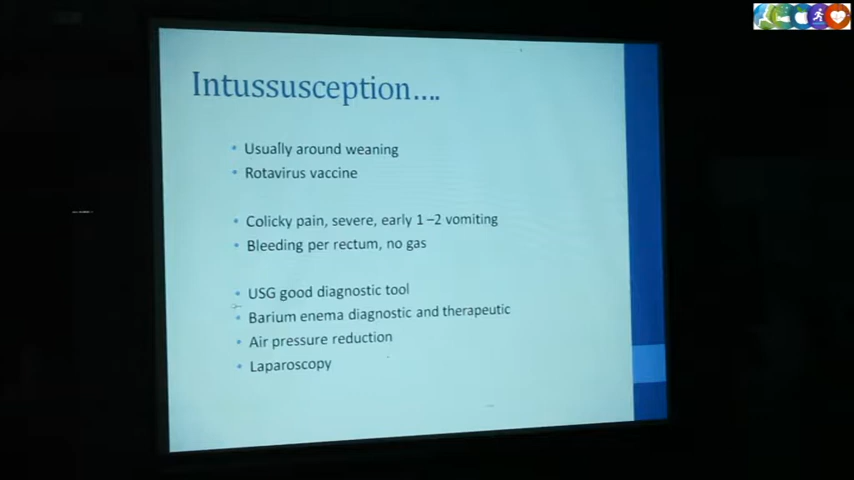 Intussusception....
• Usually around weaning
• Rotavirus vaccine
• Colicky pain, severe, early 1–2 vomiting
• Bleeding per rectum, no gas
• USG good diagnostic tool
• Barium enema diagnostic and therapeutic
• Air pressure reduction
• Laparoscopy